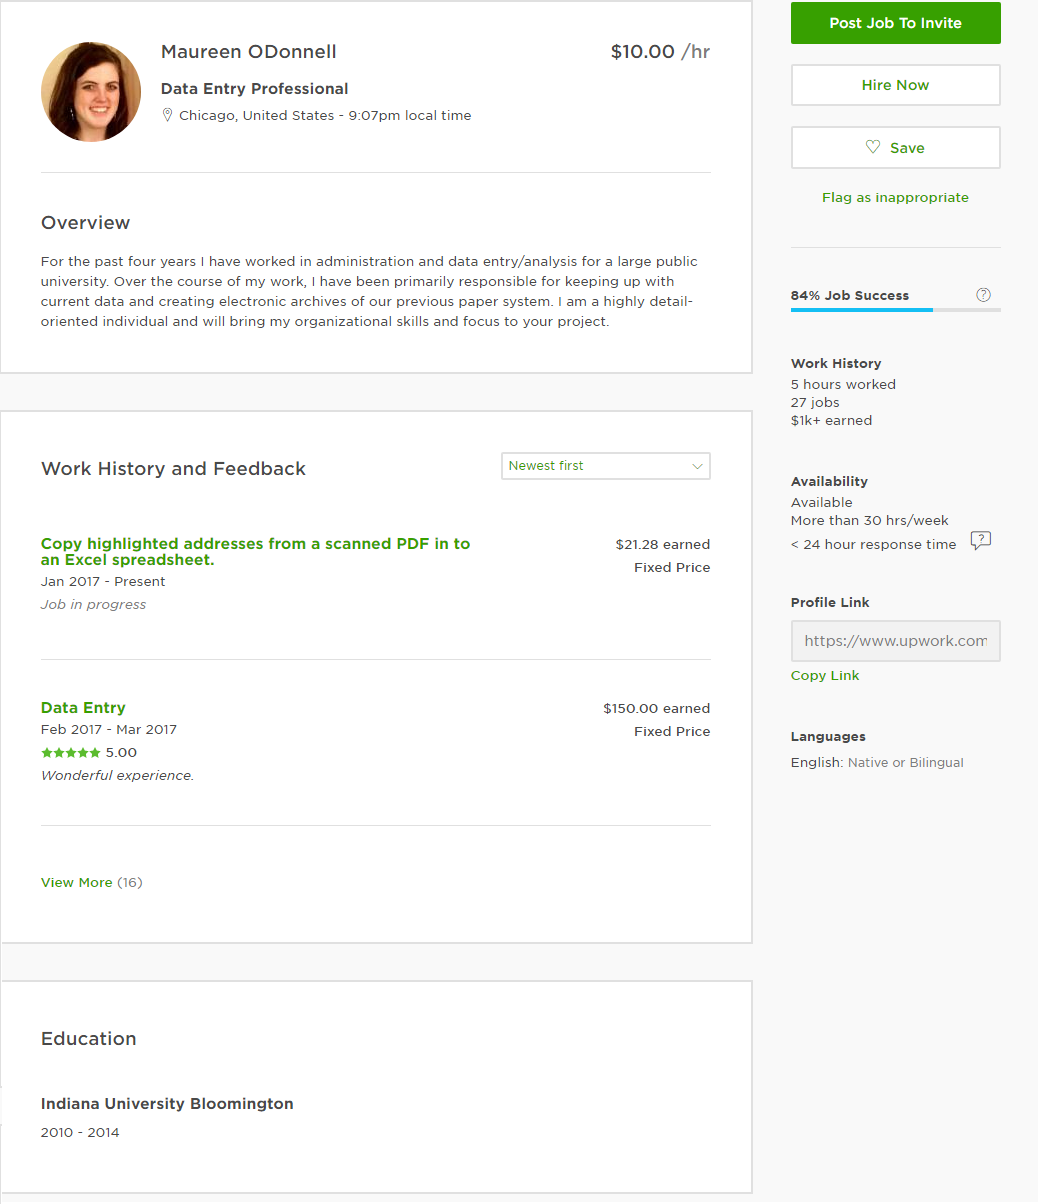 Maureen ODonnell
$10.00 /hr
Data Entry Professional
Chicago, United States - 9:07pm local time
Overview
For the past four years I have worked in administration and data entry/analysis for a large public
university. Over the course of my work, I have been primarily responsible for keeping up with
current data and creating electronic archives of our previous paper system. I am a highly detail-
oriented individual and will bring my organizational skills and focus to your project.
Work History and Feedback
Newest first
Copy highlighted addresses from a scanned PDF in to
an Excel spreadsheet.
$21.28 earned
Jan 2017 - Present
Fixed Price
Job in progress
Data Entry
$150.00 earned
Feb 2017 - Mar 2017
Fixed Price
5.00
Wonderful experience.
View More (16)
Education
Indiana University Bloomington
2010 - 2014
Post Job To Invite
Hire Now
Save
Flag as inappropriate
84% Job Success
?
Work History
5 hours worked
27 jobs
$1k+ earned
Availability
Available
More than 30 hrs/week
< 24 hour response time
?
Profile Link
https://www.upwork.com
Copy Link
Languages
English: Native or Bilingual